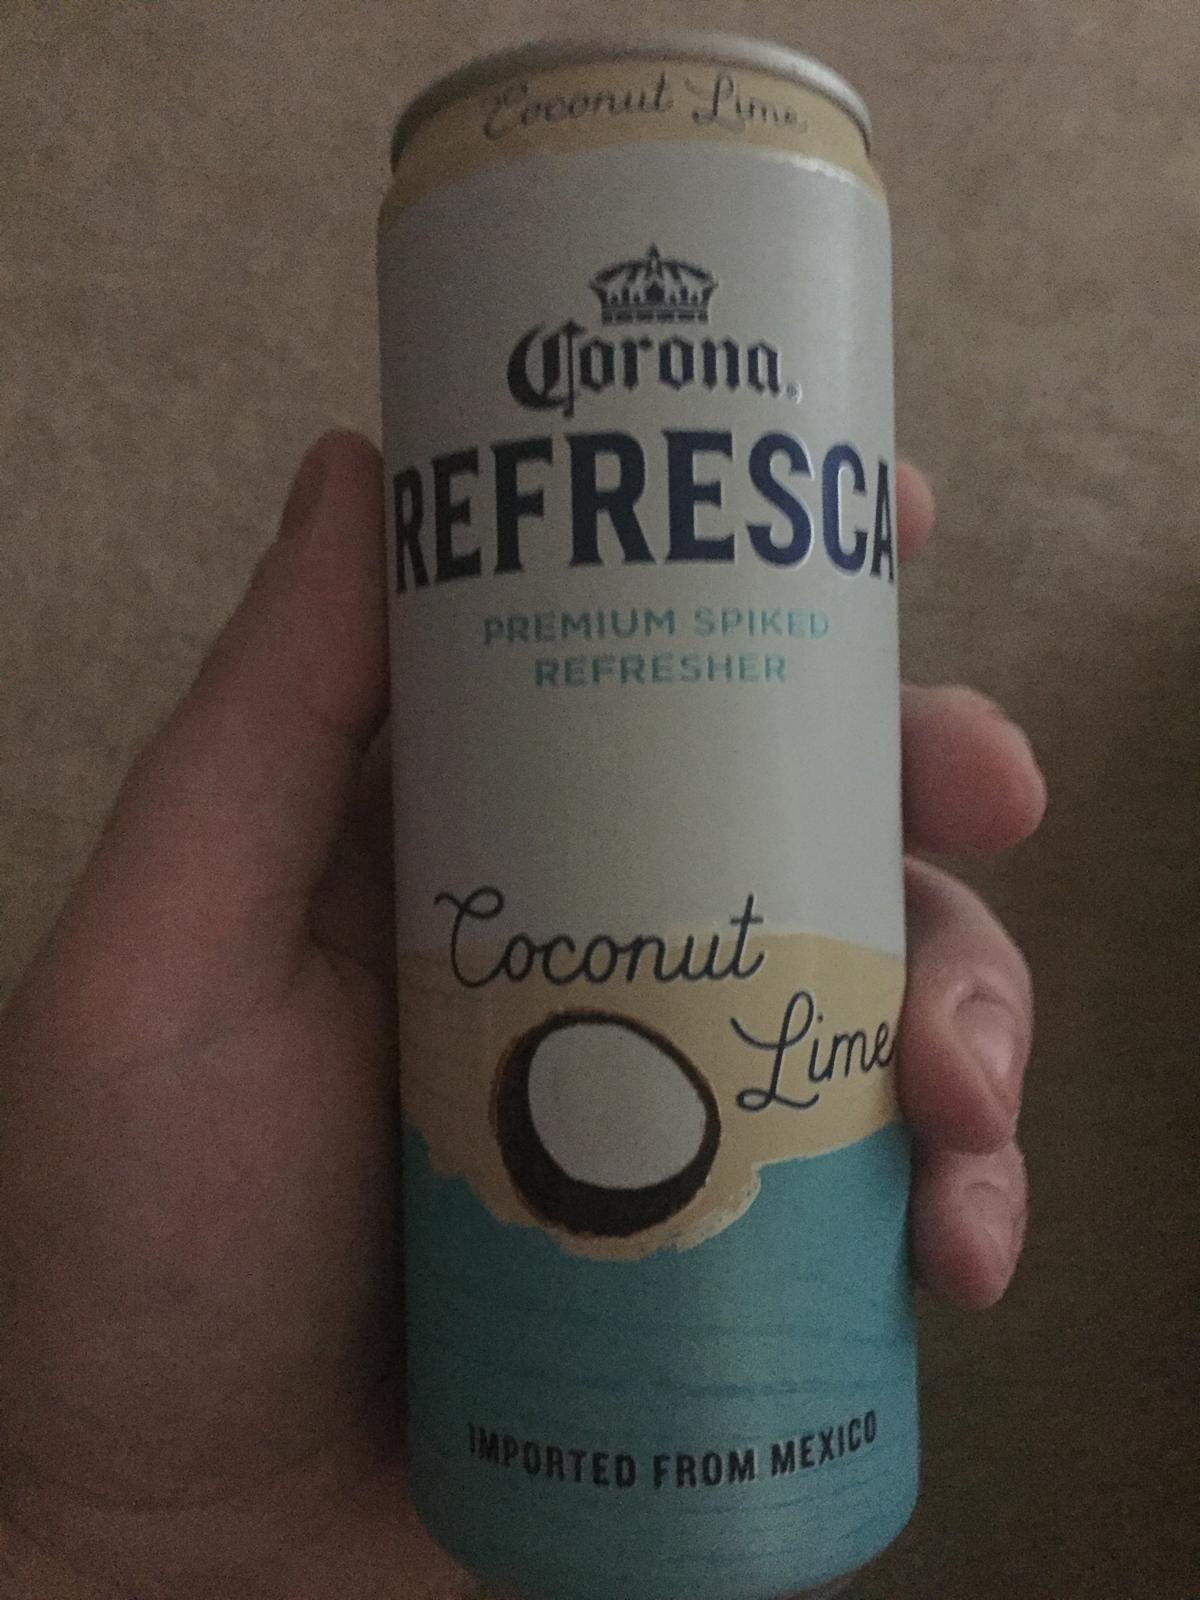 Coconut Lime
Corona®
REFRESCA
PREMIUM SPIKED
REFRESHER
Coconut
Lime
IMPORTED FROM MEXICO